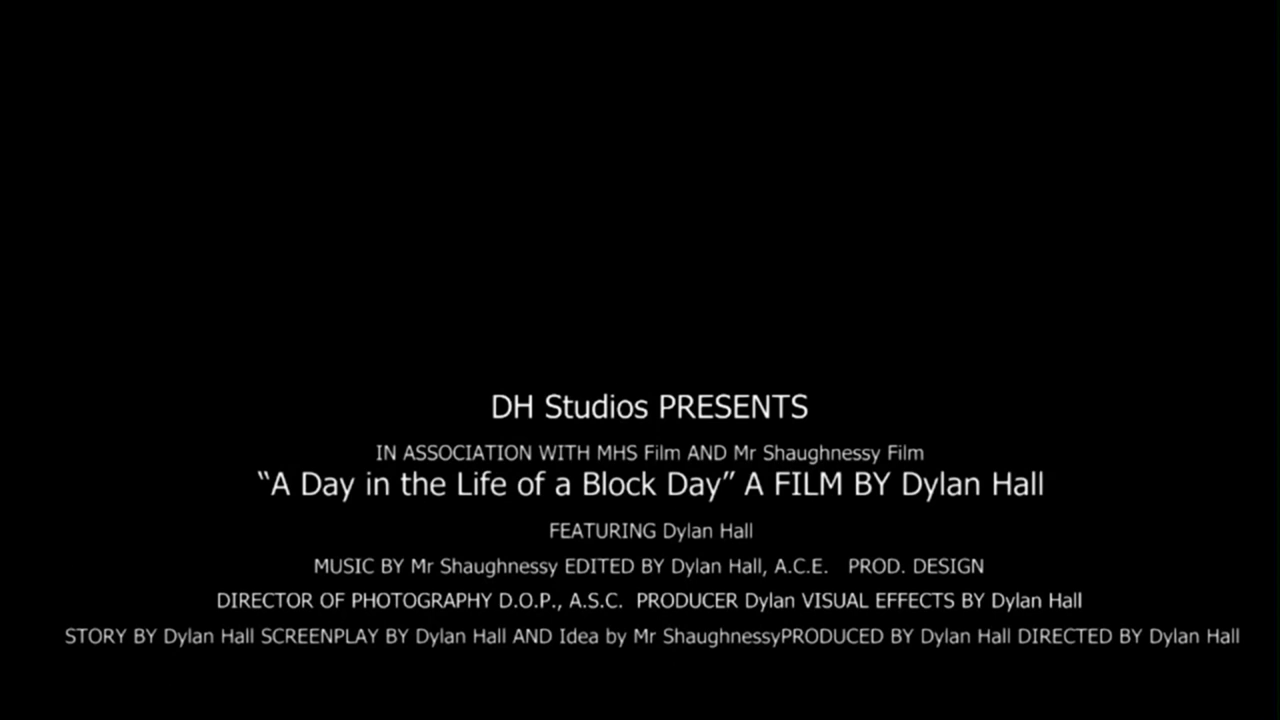 DH Studios PRESENTS
IN ASSOCIATION WITH MHS Film AND Mr Shaughnessy Film
“A Day in the Life of a Block Day” A FILM BY Dylan Hall
FEATURING Dylan Hall
MUSIC BY Mr Shaughnessy EDITED BY Dylan Hall, A.C.E. PROD. DESIGN
DIRECTOR OF PHOTOGRAPHY D.O.P., A.S.C. PRODUCER Dylan VISUAL EFFECTS BY Dylan Hall
STORY BY Dylan Hall SCREENPLAY BY Dylan Hall AND Idea by Mr ShaughnessyPRODUCED BY Dylan Hall DIRECTED BY Dylan Hall